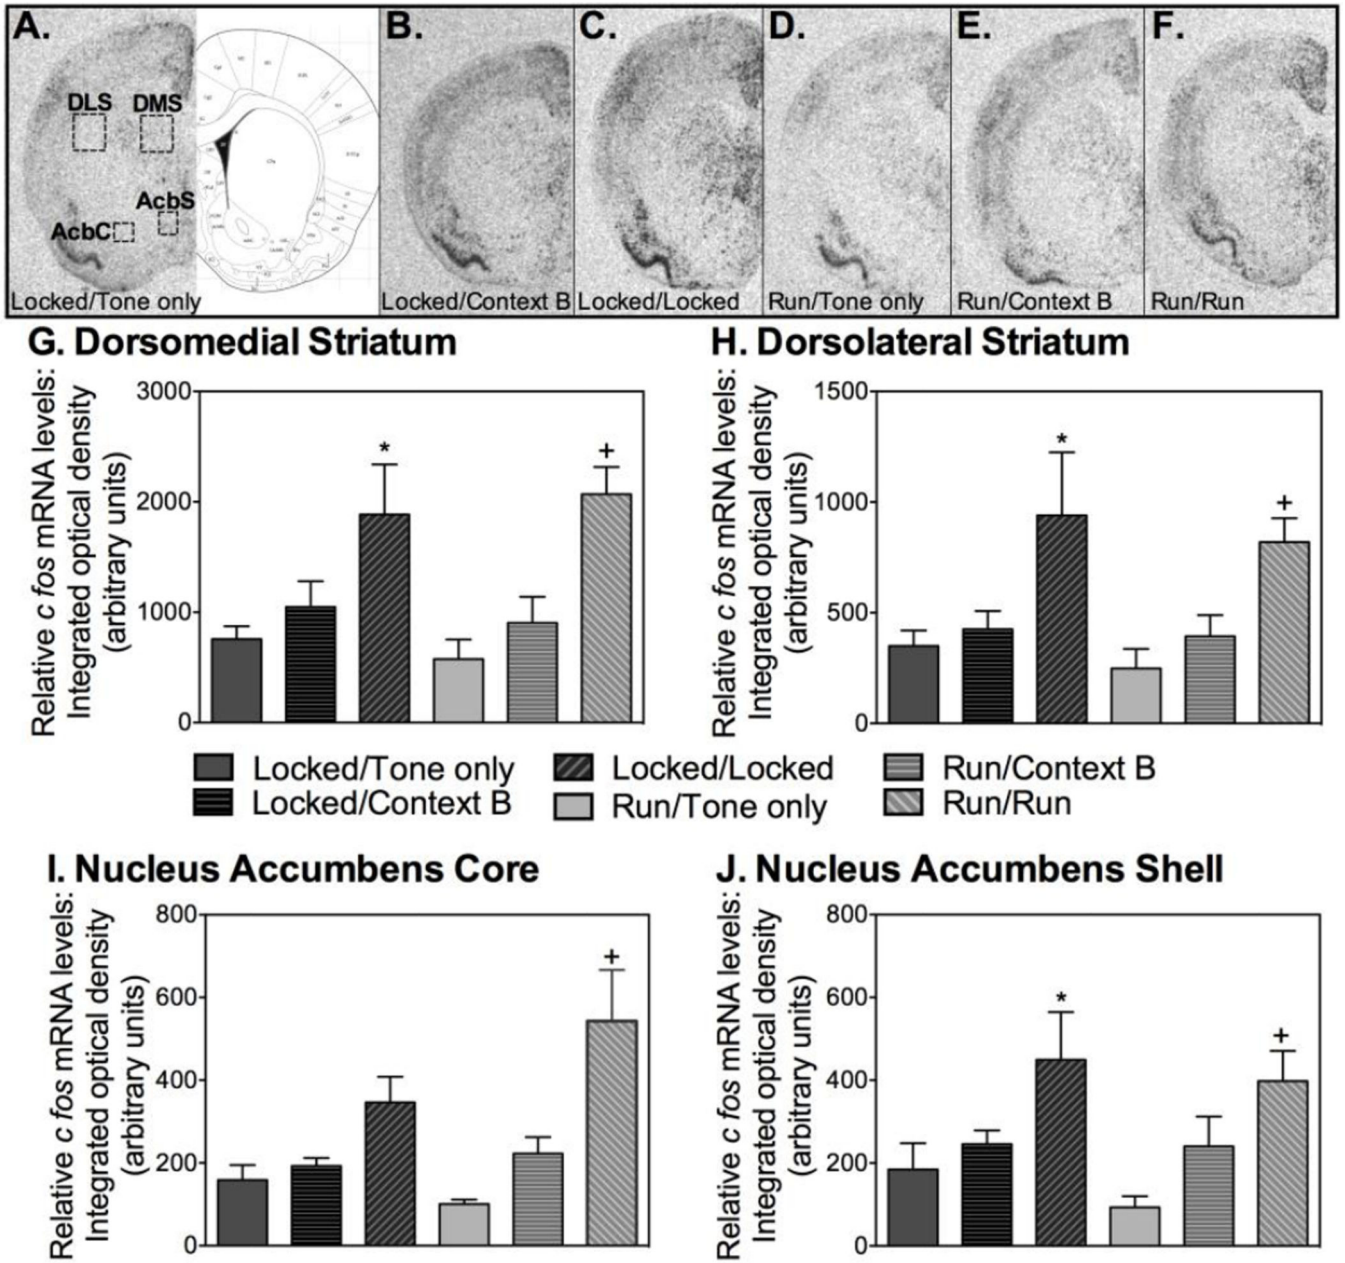 A.
B.
C.
D.
E.
F.
DLS DMS
AcbS
AcbC
Locked/Tone only
Locked/Context B
Locked/Locked
Run/Tone only
Run/Context B
Run/Run
G. Dorsomedial Striatum
Relative c fos mRNA levels:
Integrated optical density
(arbitrary units)
3000
2000
1000
0
*
+
H. Dorsolateral Striatum
Relative c fos mRNA levels:
Integrated optical density
(arbitrary units)
1500
1000
500
0
*
+
Locked/Tone only
Locked/Locked
Run/Context B
Locked/Context B
Run/Tone only
Run/Run
I. Nucleus Accumbens Core
Relative c fos mRNA levels:
Integrated optical density
(arbitrary units)
800
600
400
200
0
+
J. Nucleus Accumbens Shell
Relative c fos mRNA levels:
Integrated optical density
(arbitrary units)
800
600
400
200
0
*
+